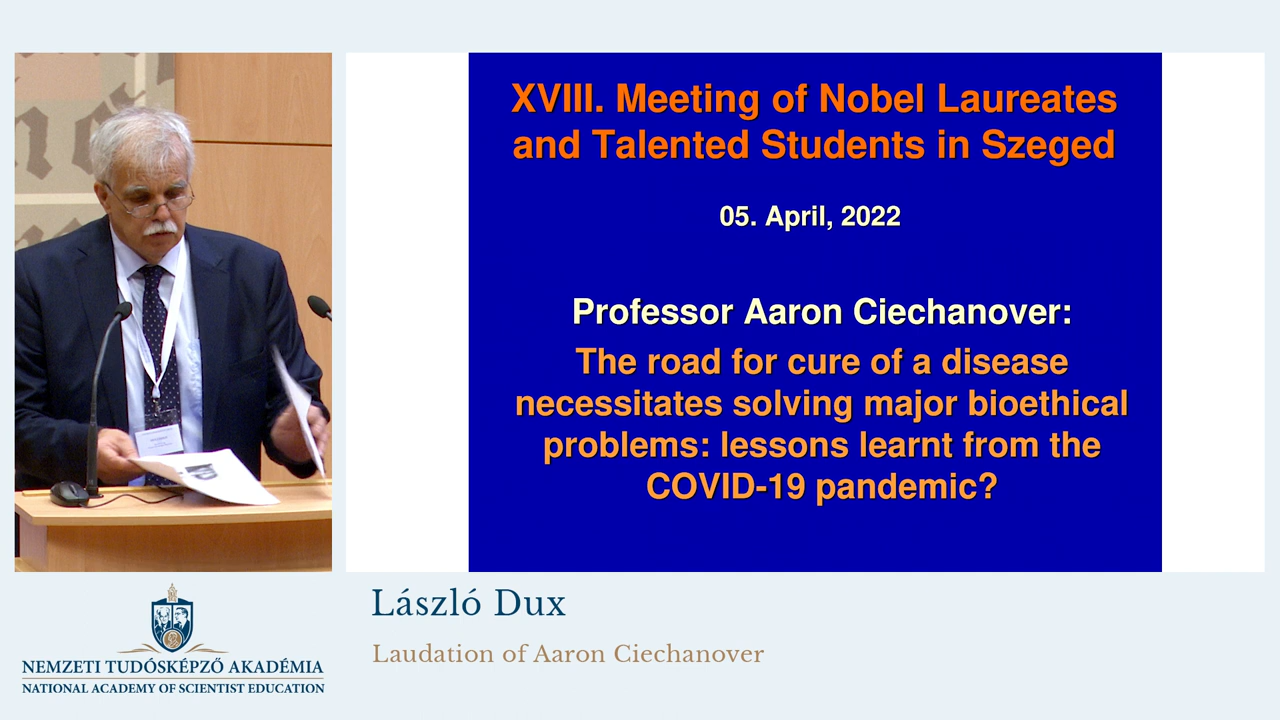 XVIII. Meeting of Nobel Laureates
and Talented Students in Szeged
05. April, 2022
Professor Aaron Ciechanover:
The road for cure of a disease
necessitates solving major bioethical
problems: lessons learnt from the
COVID-19 pandemic?
László Dux
Laudation of Aaron Ciechanover
NEMZETI TUDÓSKÉPZŐ AKADÉMIA
NATIONAL ACADEMY OF SCIENTIST EDUCATION